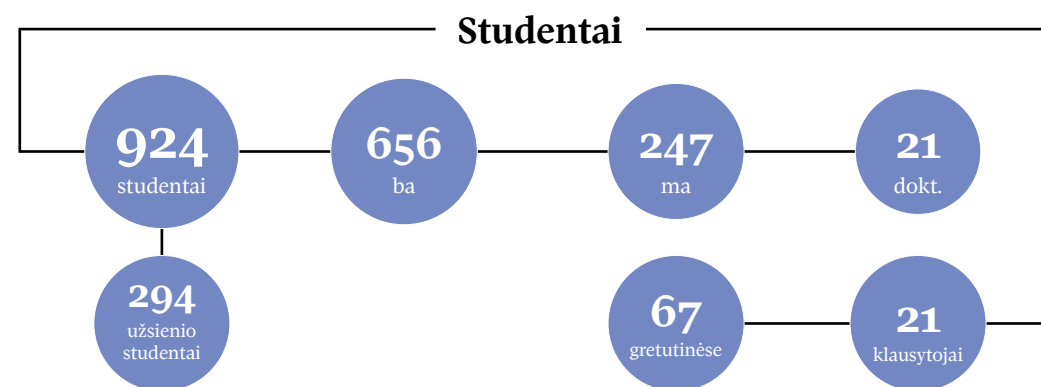 Studentai
924
studentai
656
ba
247
ma
21
dokt.
294
užsienio
studentai
67
gretutinėse
21
klausytojai